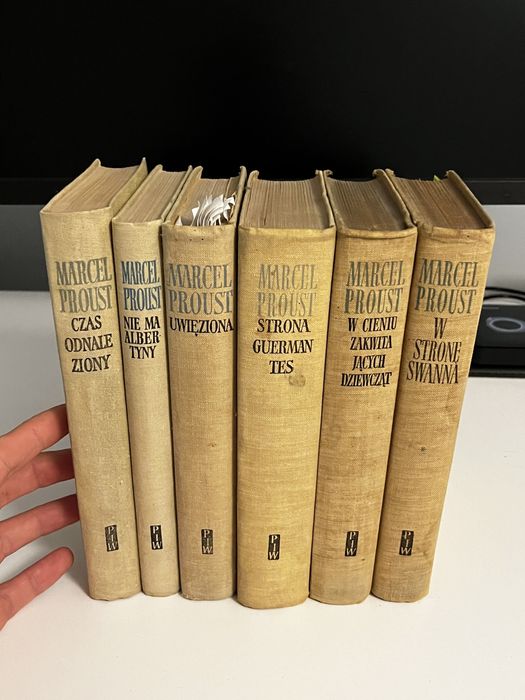 MARCEL
PROUST
CZAS
ODNALE
ZIONY
PIW
MARCEL
PROUST
NIE MA
ALBER-
TYNY
PIW
MARCEL
PROUST
UWIĘZIONA
PIW
MARCEL
PROUST
STRONA
GUERMAN
TES
PIW
MARCEL
PROUST
W CIENIU
ZAKWITA
JĄCYCH
DZIEWCZĄT
PIW
MARCEL
PROUST
W
STRONĘ
SWANNA
PIW